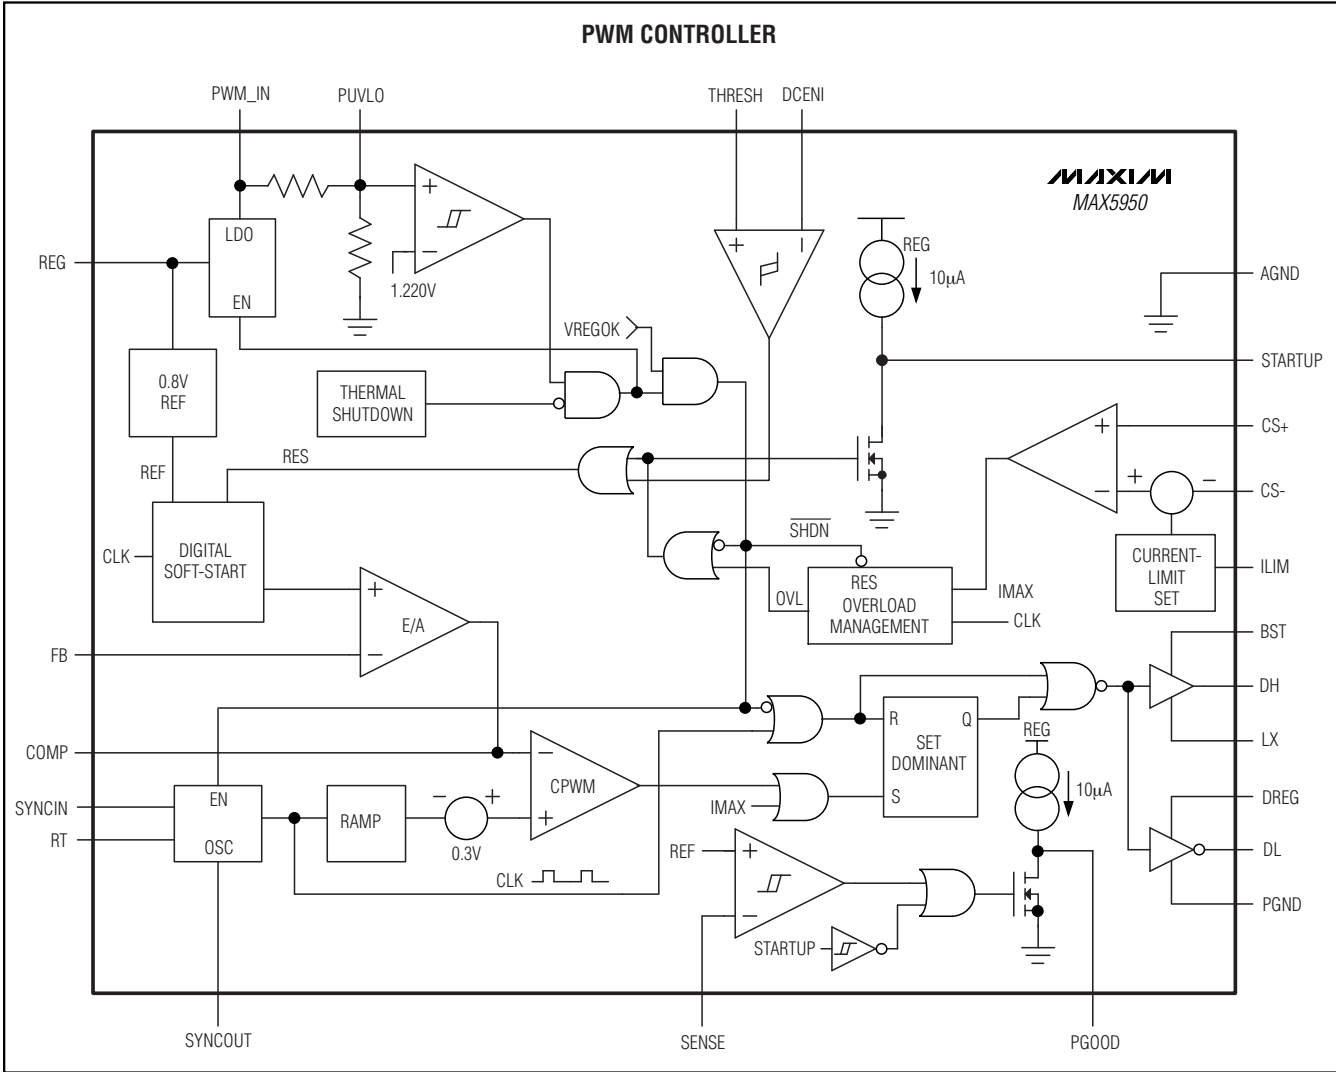 PWM CONTROLLER
PWM_IN
PUVLO
THRESH
DCENI
MAXIM
MAX5950
LDO
EN
+
−
1.220V
+
−
REG
10µA
REG
AGND
VREGOK
STARTUP
0.8V
REF
THERMAL
SHUTDOWN
CS+
+
−
+
−
CS-
REF
RES
SHDN
CLK
DIGITAL
SOFT-START
CURRENT-
LIMIT
SET
ILIM
OVL
RES
OVERLOAD
MANAGEMENT
IMAX
CLK
+
−
E/A
FB
BST
DH
LX
R
Q
S
SET
DOMINANT
REG
10µA
COMP
−
+
CPWM
SYNCIN
RT
EN
OSC
RAMP
−
+
0.3V
IMAX
DREG
DL
PGND
CLK
REF
+
−
STARTUP
SYNCOUT
SENSE
PGOOD